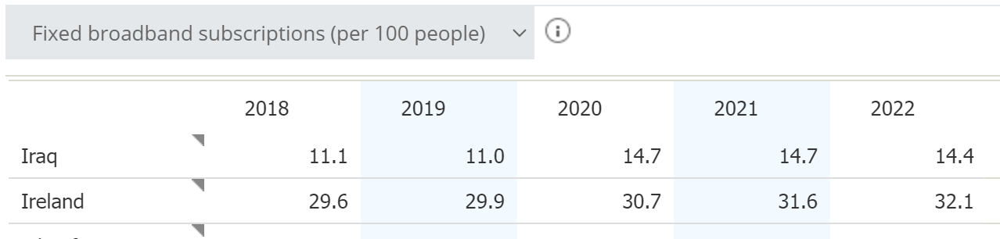 Fixed broadband subscriptions (per 100 people)
2018 2019 2020 2021 2022
Iraq 11.1 11.0 14.7 14.7 14.4
Ireland 29.6 29.9 30.7 31.6 32.1